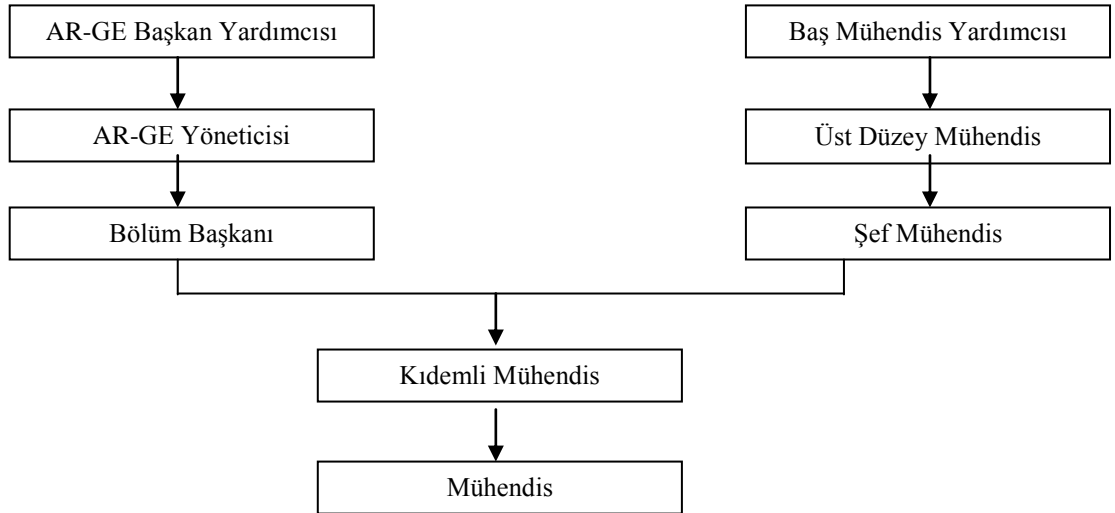 AR-GE Başkan Yardımcısı
Baş Mühendis Yardımcısı
AR-GE Yöneticisi
Üst Düzey Mühendis
Bölüm Başkanı
Şef Mühendis
Kıdemli Mühendis
Mühendis